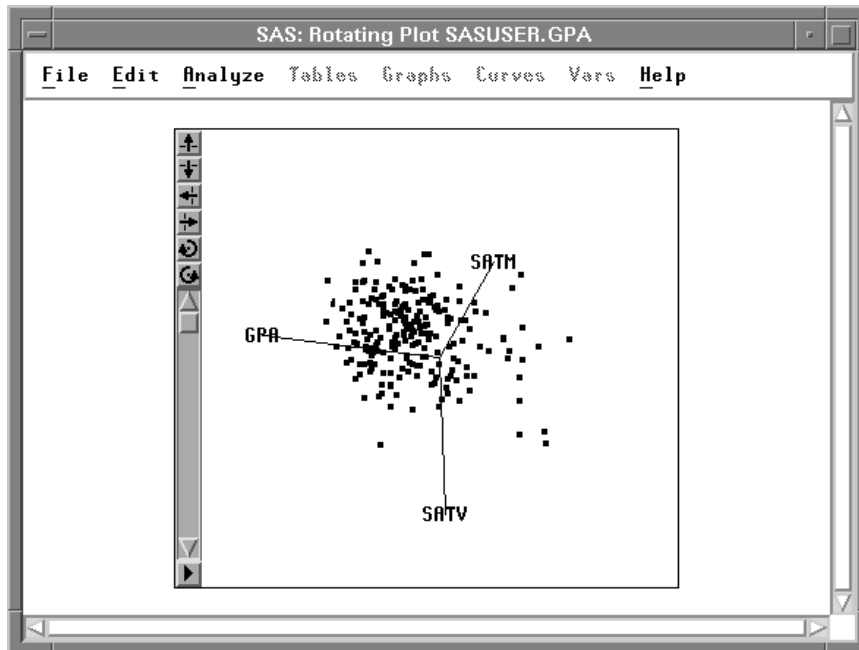 SAS: Rotating Plot SASUSER.GPA
File Edit Analyze Tables Graphs Curves Vars Help
SATM
GPA
SATV